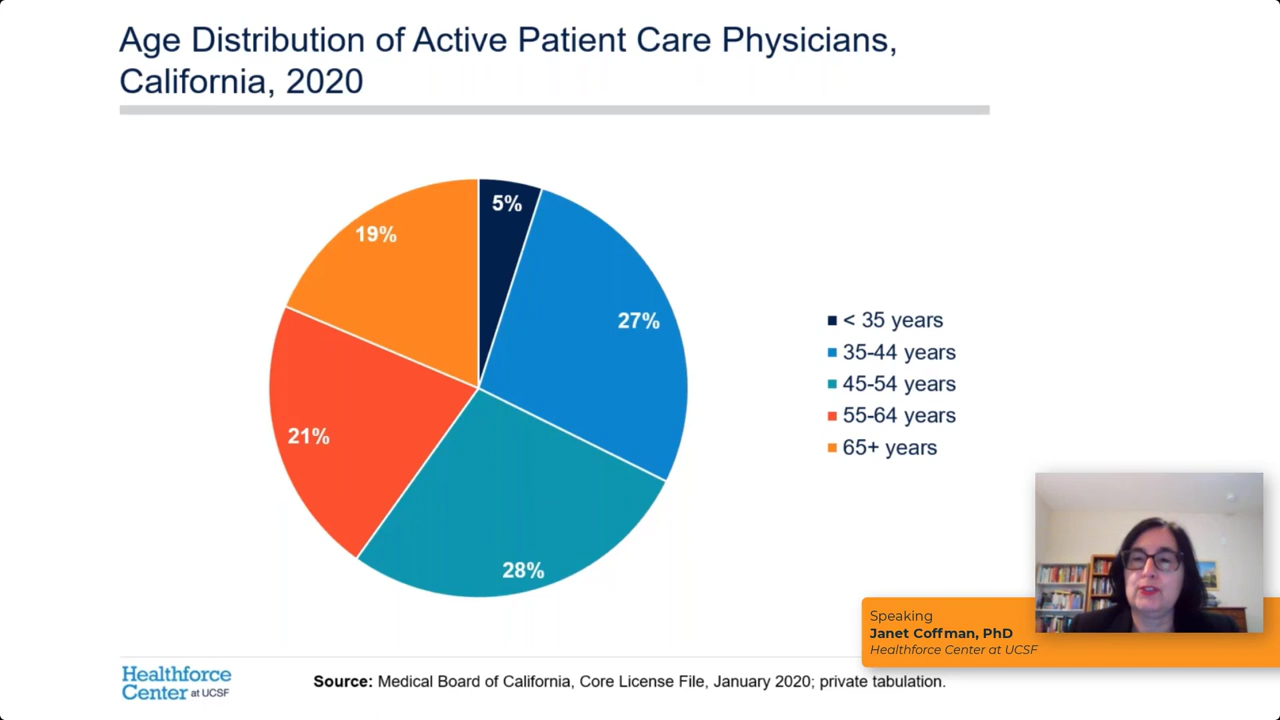 Age Distribution of Active Patient Care Physicians,
California, 2020
5%
19%
27%
21%
28%
< 35 years
35-44 years
45-54 years
55-64 years
65+ years
Speaking
Janet Coffman, PhD
Healthforce Center at UCSF
Healthforce
Center at UCSF
Source: Medical Board of California, Core License File, January 2020; private tabulation.